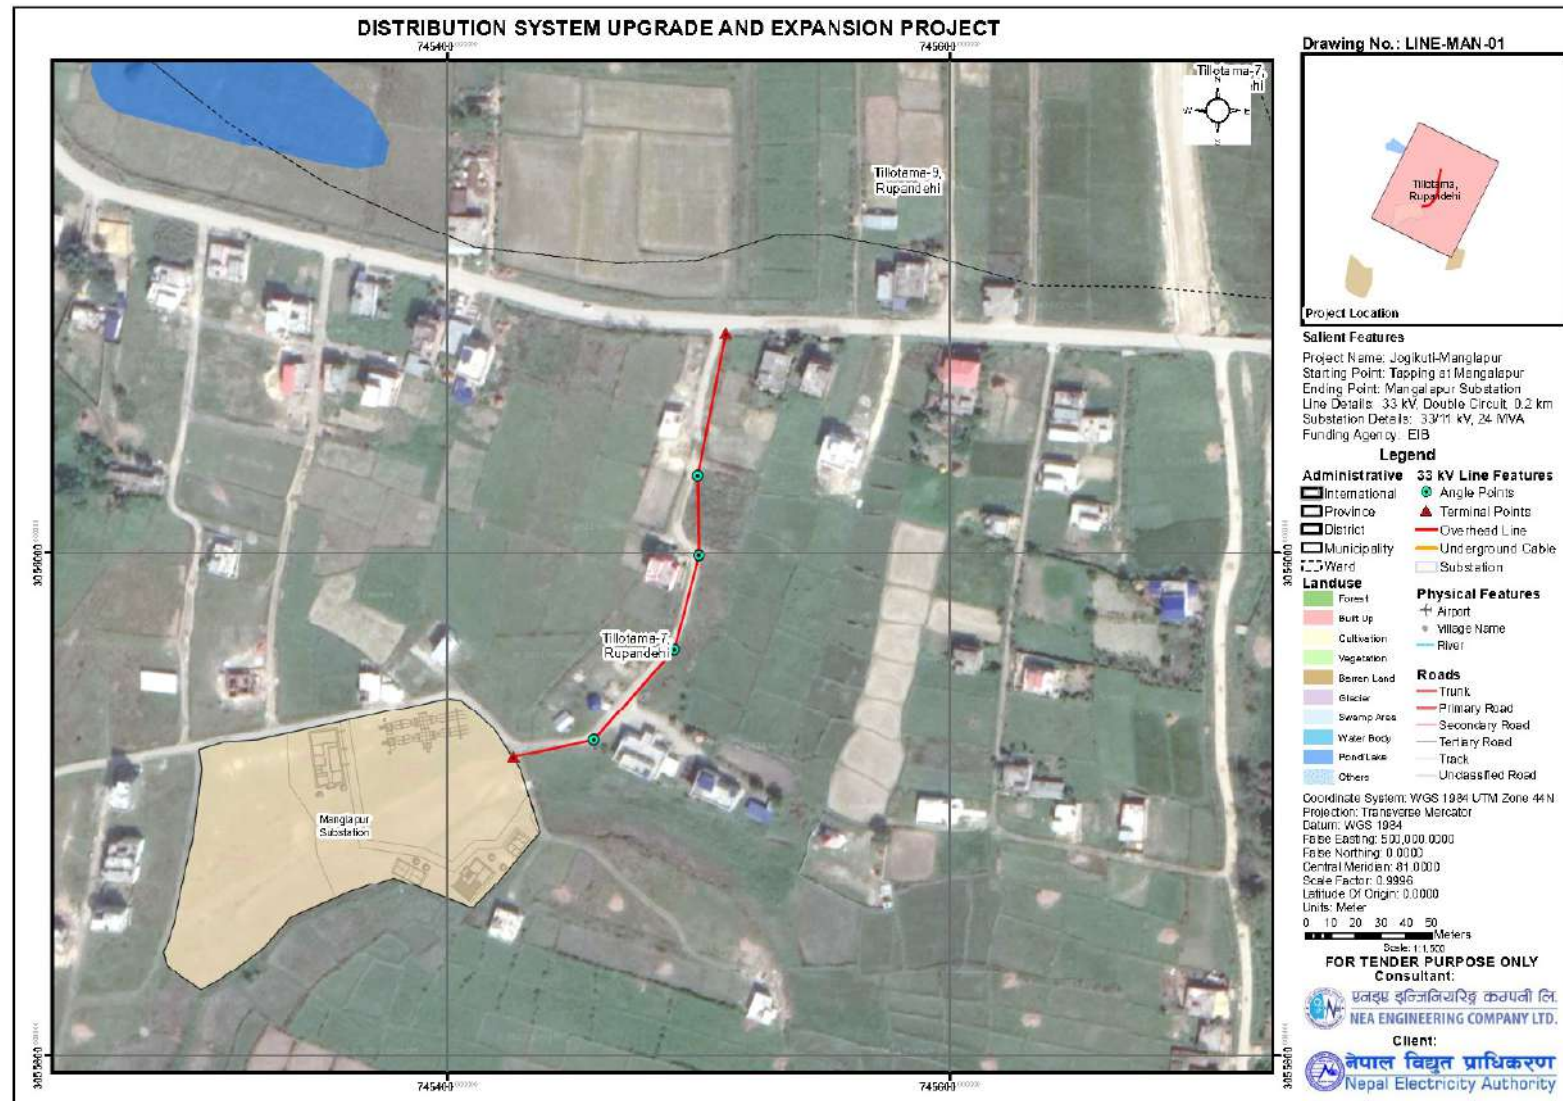 DISTRIBUTION SYSTEM UPGRADE AND EXPANSION PROJECT
745400
745600
Tillotama-7,
Tillotama-9,
Rupandehi
3056000
3056000
Tillotama-7,
Rupandehi
Manglapur
Substation
3055800
3055800
745400
745600
Drawing No.: LINE-MAN-01
Tillotama,
Rupandehi
Project Location
Salient Features
Project Name: Jogikuti-Manglapur
Starting Point: Tapping at Mangalapur
Ending Point: Mangalapur Substation
Line Details: 33 kV, Double Circuit, 0.2 km
Substation Details: 33/11 kV, 24 MVA
Funding Agency: EIB
Legend
Administrative
International
Province
District
Municipality
Ward
33 kV Line Features
Angle Points
Terminal Points
Overhead Line
Underground Cable
Substation
Landuse
Forest
Built Up
Cultivation
Vegetation
Barren Land
Glacier
Swamp Area
Water Body
Pond/Lake
Others
Physical Features
Airport
Village Name
River
Roads
Trunk
Primary Road
Secondary Road
Tertiary Road
Track
Unclassified Road
Coordinate System: WGS 1984 UTM Zone 44N
Projection: Transverse Mercator
Datum: WGS 1984
False Easting: 500,000.0000
False Northing: 0.0000
Central Meridian: 81.0000
Scale Factor: 0.9996
Latitude Of Origin: 0.0000
Units: Meter
0 10 20 30 40 50
Meters
Scale: 1:1,500
FOR TENDER PURPOSE ONLY
Consultant:
एनइए इन्जिनियरिङ्ग कम्पनी लि.
NEA ENGINEERING COMPANY LTD.
Client:
नेपाल विद्युत प्राधिकरण
Nepal Electricity Authority